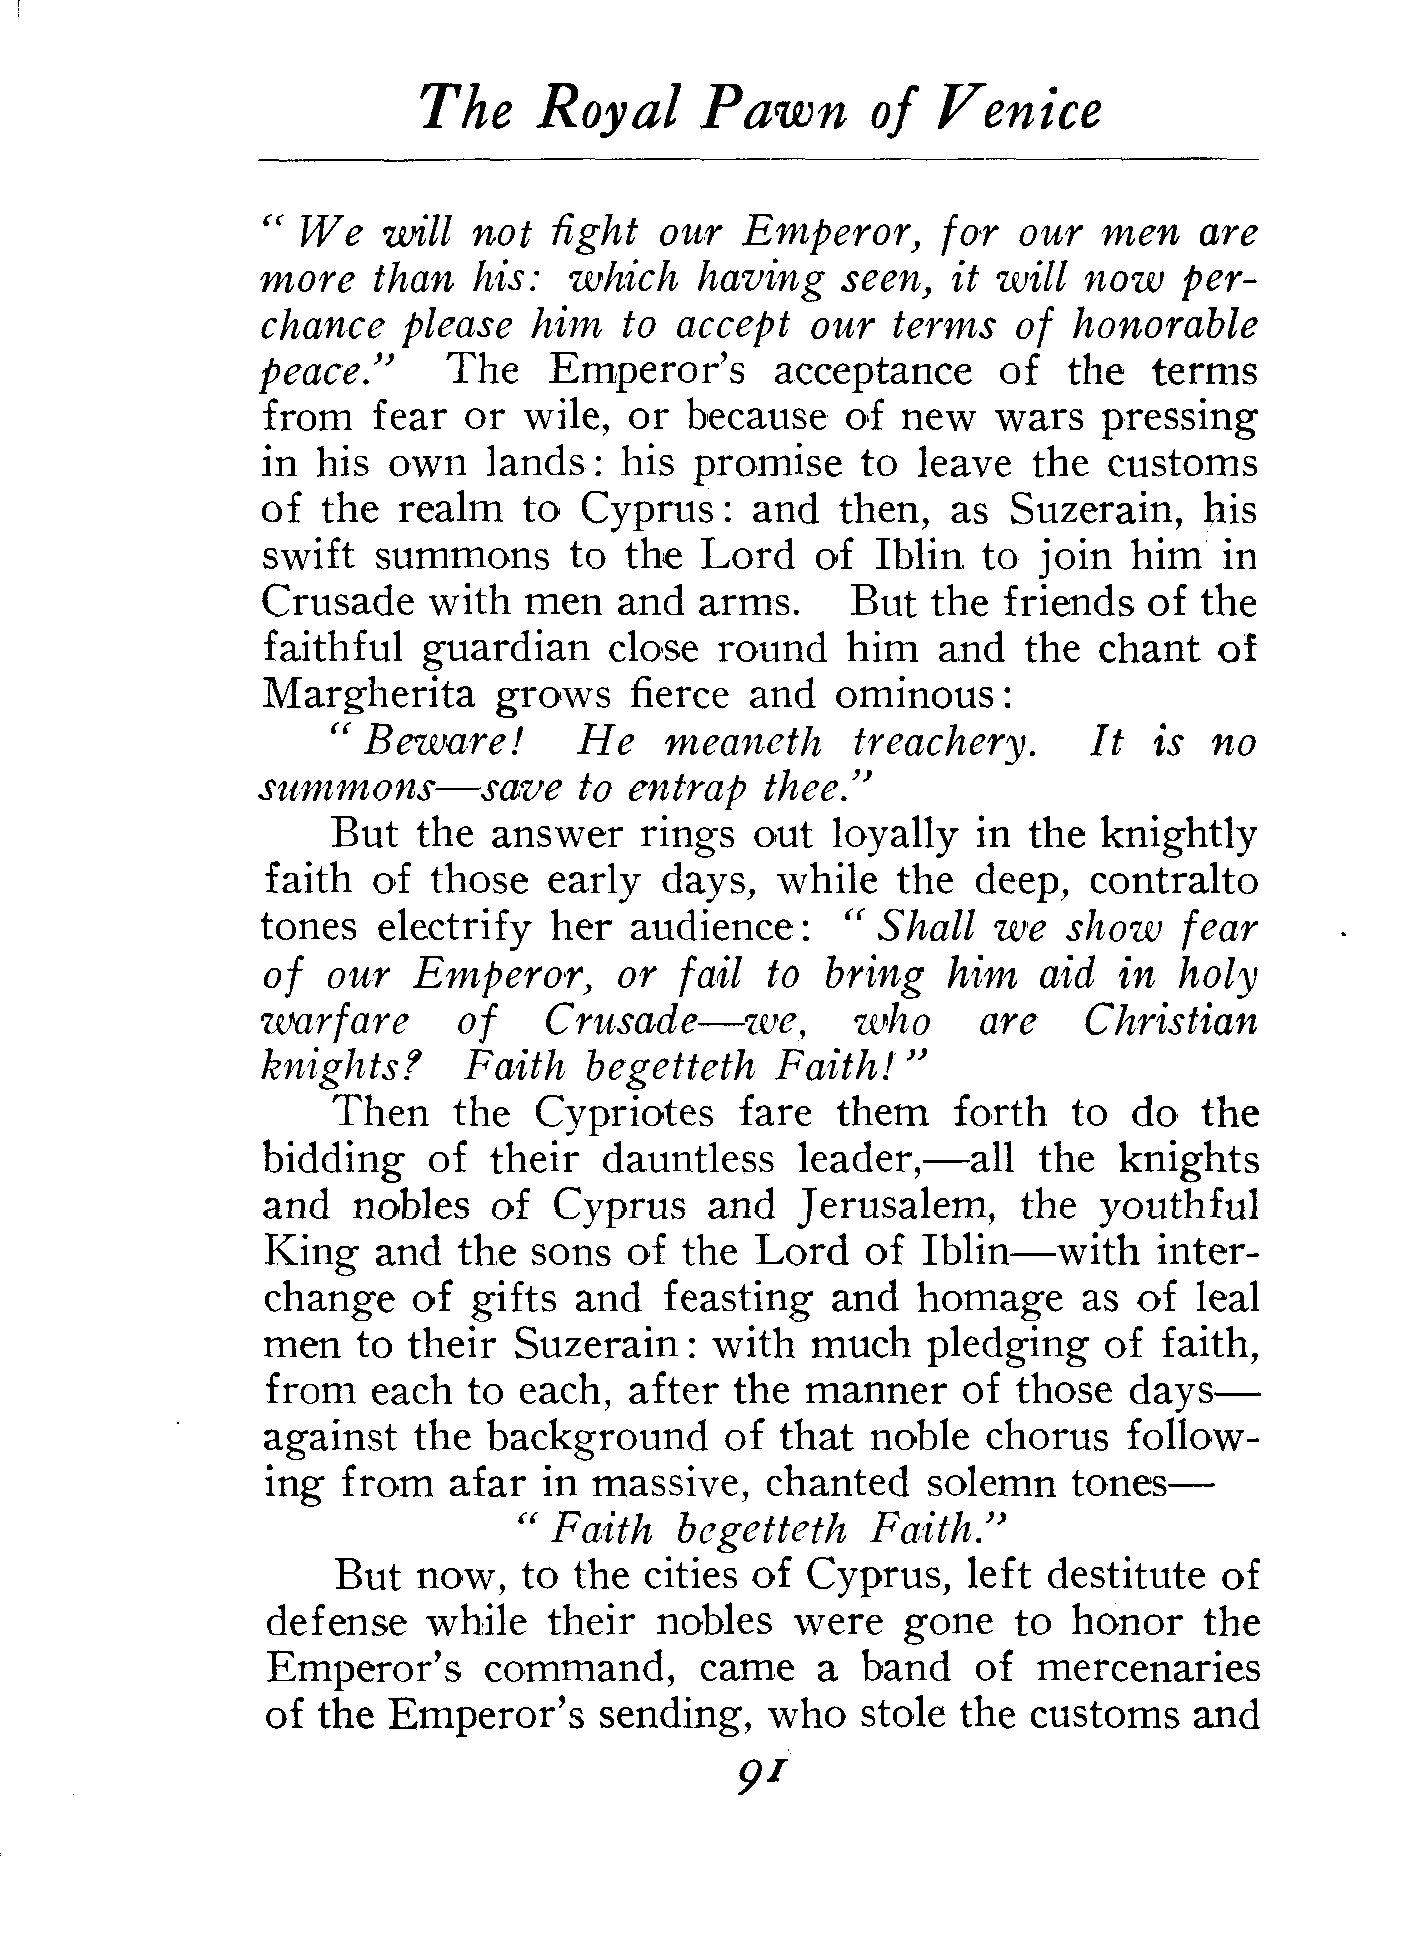 The Royal Pawn of Venice
" We will not fight our Emperor, for our men are
more than his: which having seen, it will now per-
chance please him to accept our terms of honorable
peace." The Emperor's acceptance of the terms
from fear or wile, or because of new wars pressing
in his own lands: his promise to leave the customs
of the realm to Cyprus: and then, as Suzerain, his
swift summons to the Lord of Iblin to join him in
Crusade with men and arms. But the friends of the
faithful guardian close round him and the chant of
Margherita grows fierce and ominous:
" Beware! He meaneth treachery. It is no
summons—save to entrap thee."
But the answer rings out loyally in the knightly
faith of those early days, while the deep, contralto
tones electrify her audience: " Shall we show fear
of our Emperor, or fail to bring him aid in holy
warfare of Crusade—we, who are Christian
knights? Faith begetteth Faith! "
Then the Cypriotes fare them forth to do the
bidding of their dauntless leader,—all the knights
and nobles of Cyprus and Jerusalem, the youthful
King and the sons of the Lord of Iblin—with inter-
change of gifts and feasting and homage as of leal
men to their Suzerain: with much pledging of faith,
from each to each, after the manner of those days—
against the background of that noble chorus follow-
ing from afar in massive, chanted solemn tones—
" Faith begetteth Faith."
But now, to the cities of Cyprus, left destitute of
defense while their nobles were gone to honor the
Emperor's command, came a band of mercenaries
of the Emperor's sending, who stole the customs and
91